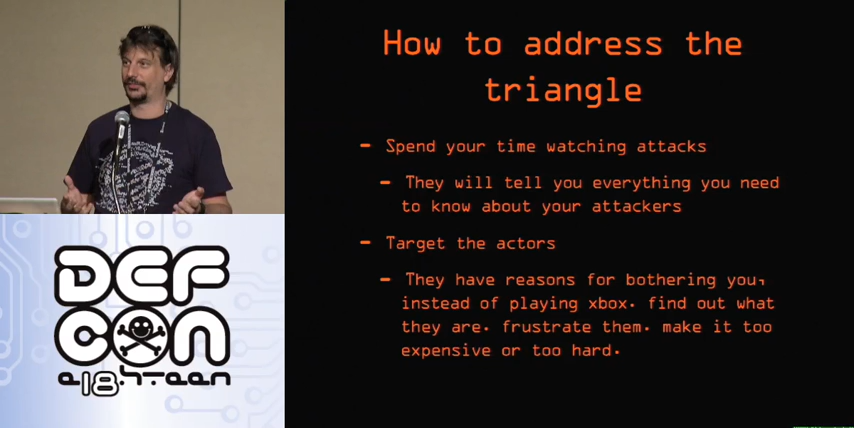 How to address the
triangle
- Spend your time watching attacks
- They will tell you everything you need
to know about your attackers
- Target the actors
- They have reasons for bothering you,
instead of playing xbox. find out what
they are. frustrate them. make it too
expensive or too hard.
DEF
CON